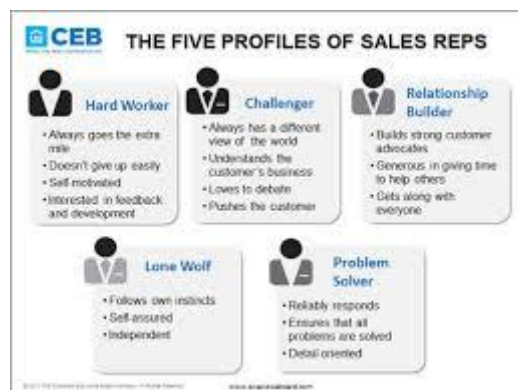 CEB
THE FIVE PROFILES OF SALES REPS
Hard Worker
• Always goes the extra
mile
• Doesn't give up easily
• Self-motivated
• Interested in feedback
and development
Challenger
• Always has a different
view of the world
• Understands the
customer's business
• Loves to debate
• Pushes the customer
Relationship
Builder
• Builds strong customer
advocates
• Generous in giving time
to help others
• Gets along with
everyone
Lone Wolf
• Follows own instincts
• Self-assured
• Independent
Problem
Solver
• Reliably responds
• Ensures that all
problems are solved
• Detail oriented